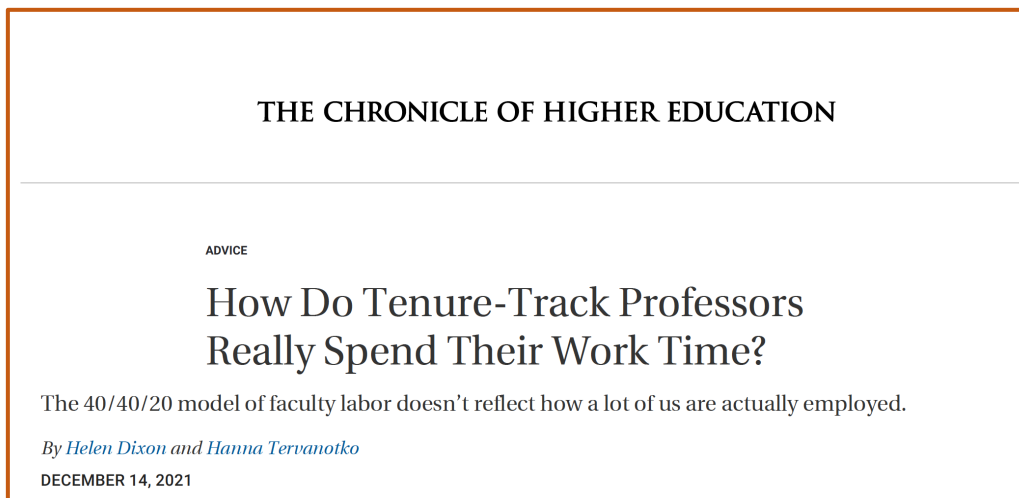 THE CHRONICLE OF HIGHER EDUCATION
ADVICE
How Do Tenure-Track Professors
Really Spend Their Work Time?
The 40/40/20 model of faculty labor doesn’t reflect how a lot of us are actually employed.
By Helen Dixon and Hanna Tervanotko
DECEMBER 14, 2021